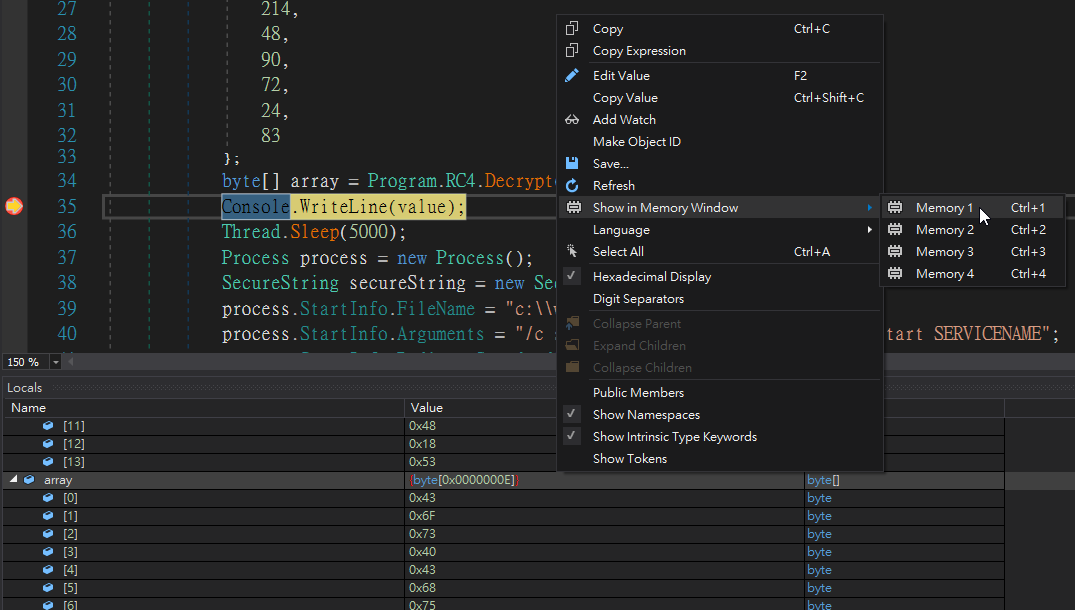 27 214,
28 48,
29 90,
30 72,
31 24,
32 83
33 };
34 byte[] array = Program.RC4.Decrypt
35 Console.WriteLine(value);
36 Thread.Sleep(5000);
37 Process process = new Process();
38 SecureString secureString = new Sec
39 process.StartInfo.FileName = "c:\\
40 process.StartInfo.Arguments = "/c tart SERVICENAME";
Copy Ctrl+C
Copy Expression
Edit Value F2
Copy Value Ctrl+Shift+C
Add Watch
Make Object ID
Save...
Refresh
Show in Memory Window
Language
Select All Ctrl+A
Hexadecimal Display
Digit Separators
Collapse Parent
Expand Children
Collapse Children
Public Members
Show Namespaces
Show Intrinsic Type Keywords
Show Tokens
Memory 1 Ctrl+1
Memory 2 Ctrl+2
Memory 3 Ctrl+3
Memory 4 Ctrl+4
150 %
Locals
Name Value
[11] 0x48
[12] 0x18
[13] 0x53
array {byte[0x0000000E]} byte[]
[0] 0x43 byte
[1] 0x6F byte
[2] 0x73 byte
[3] 0x40 byte
[4] 0x43 byte
[5] 0x68 byte
[6] 0x75 byte